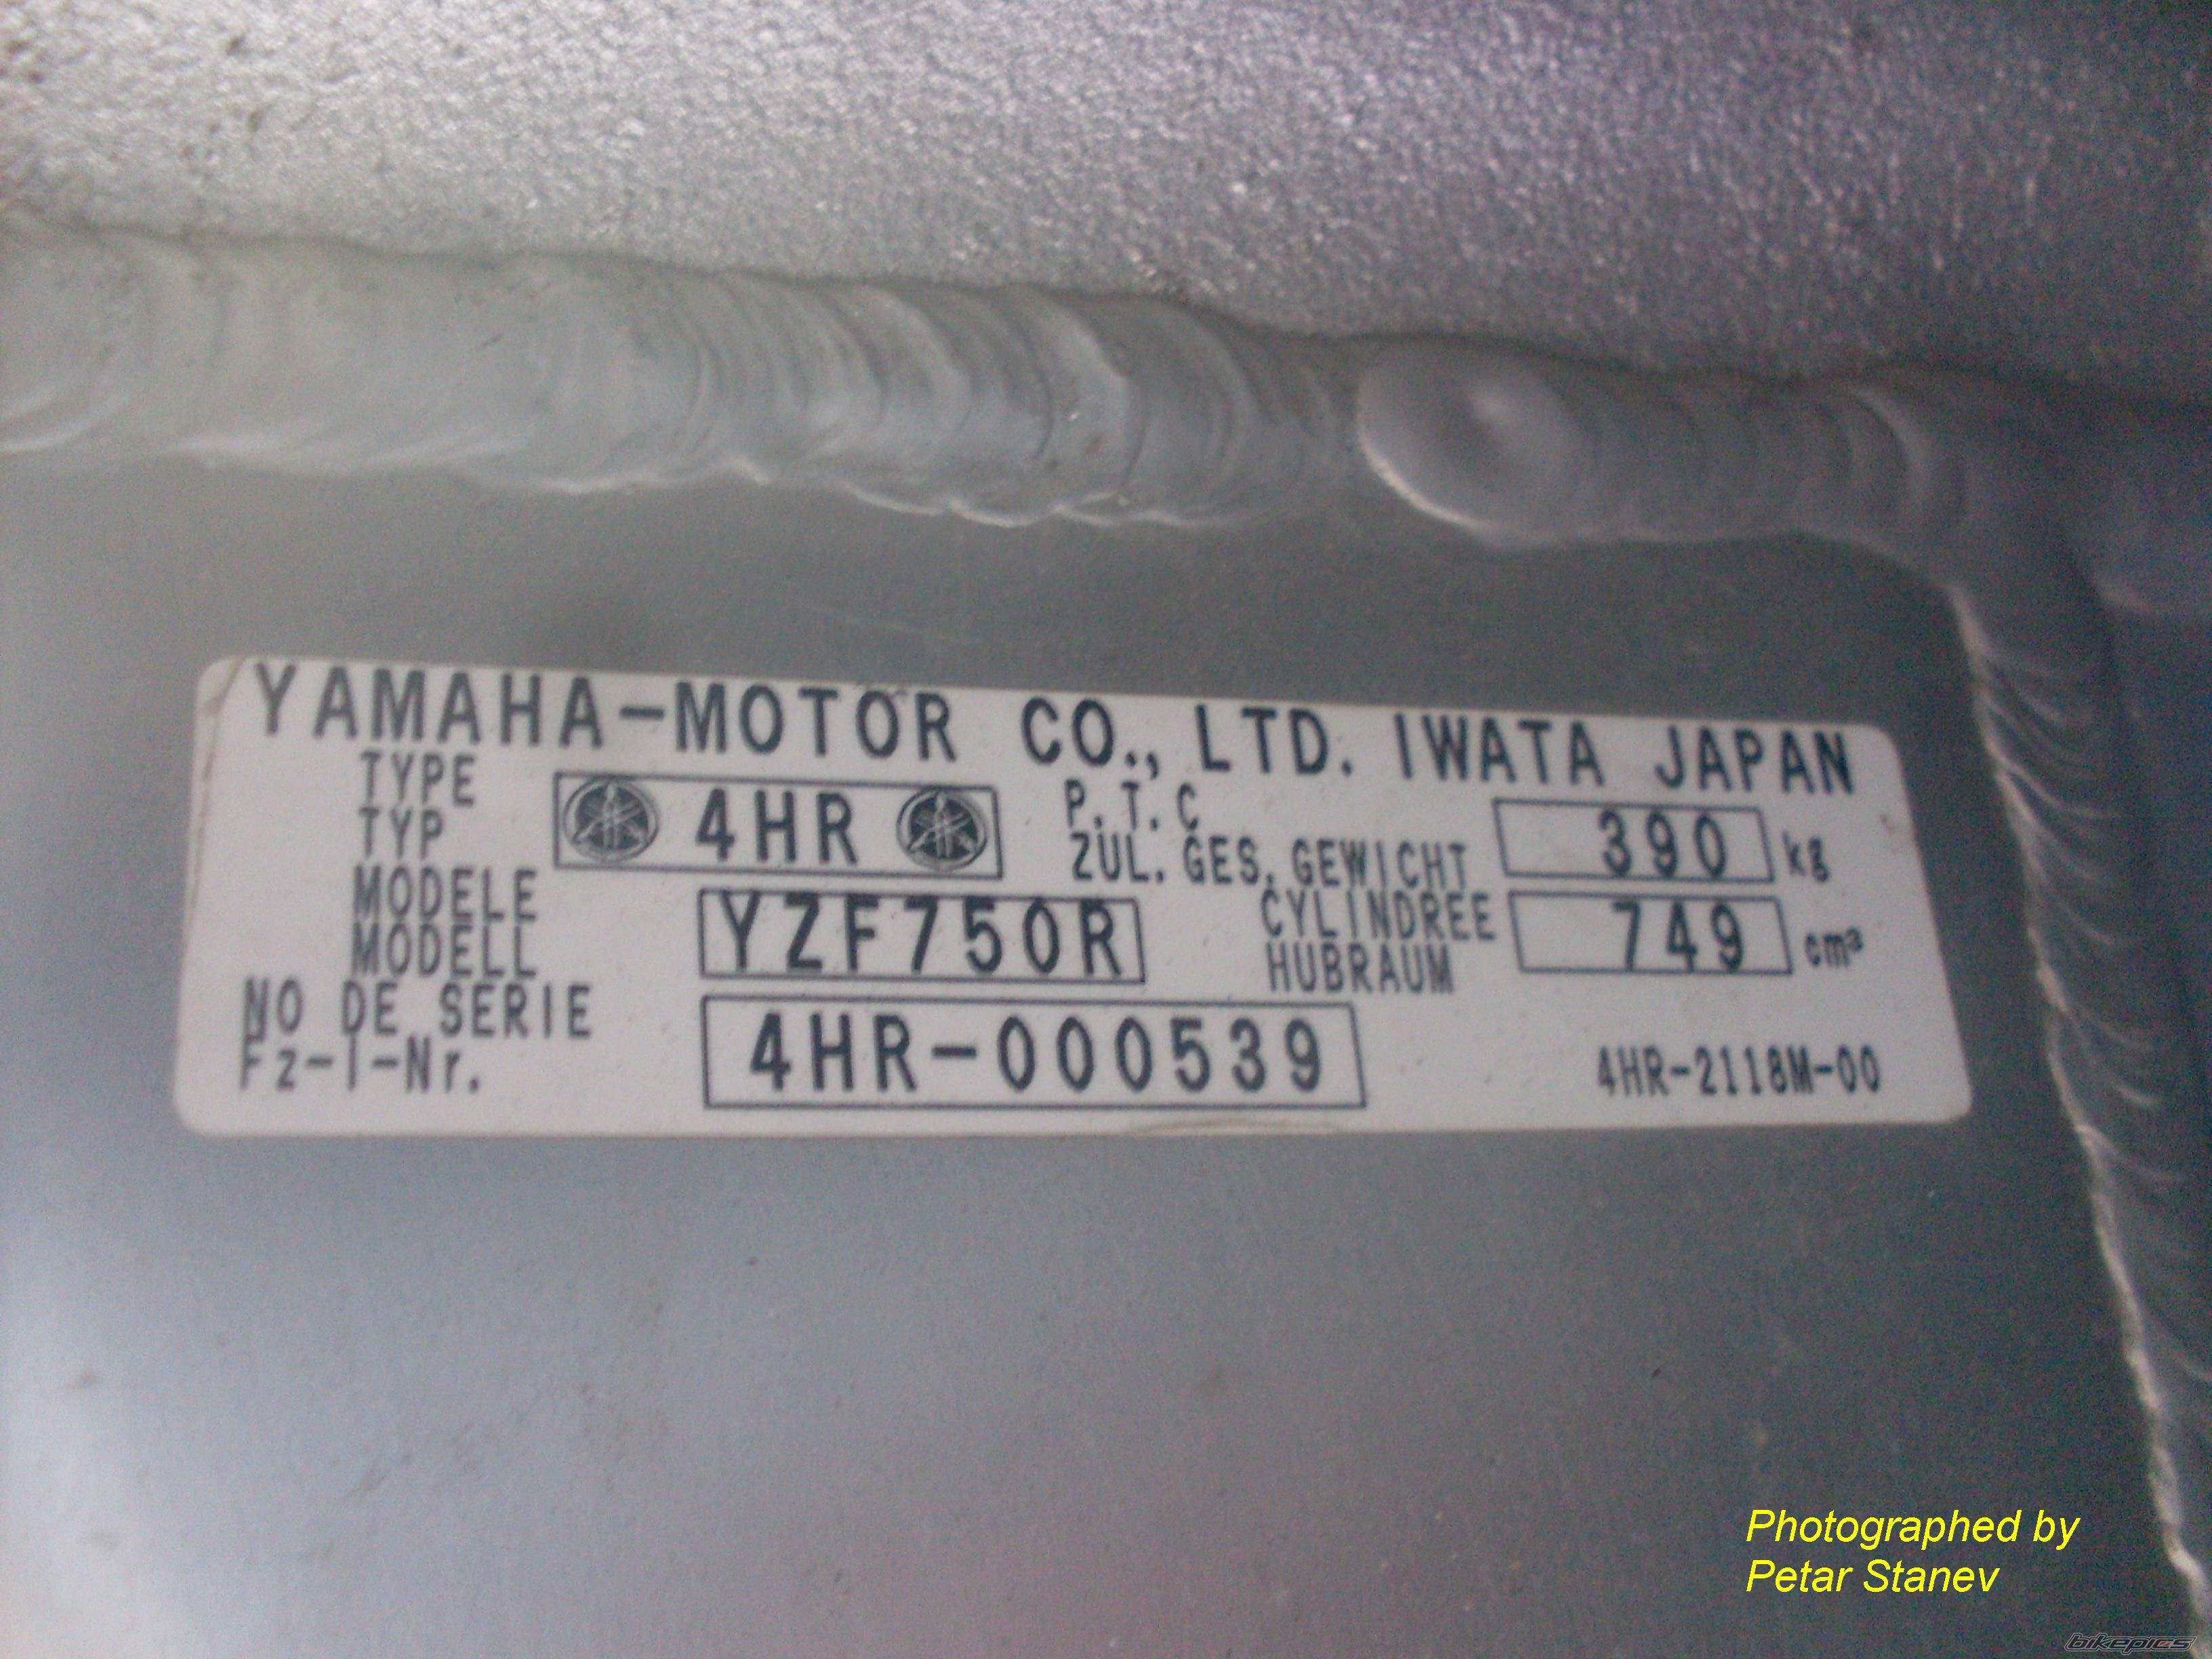 YAMAHA-MOTOR CO., LTD. IWATA JAPAN
TYPE
TYP
4HR
P. T. C
ZUL. GES. GEWICHT
390 kg
MODELE
MODELL
YZF750R
CYLINDREE
HUBRAUM
749 cm³
NO DE SERIE
Fz-I-Nr.
4HR-000539
4HR-2118M-00
Photographed by
Petar Stanev
bikepics